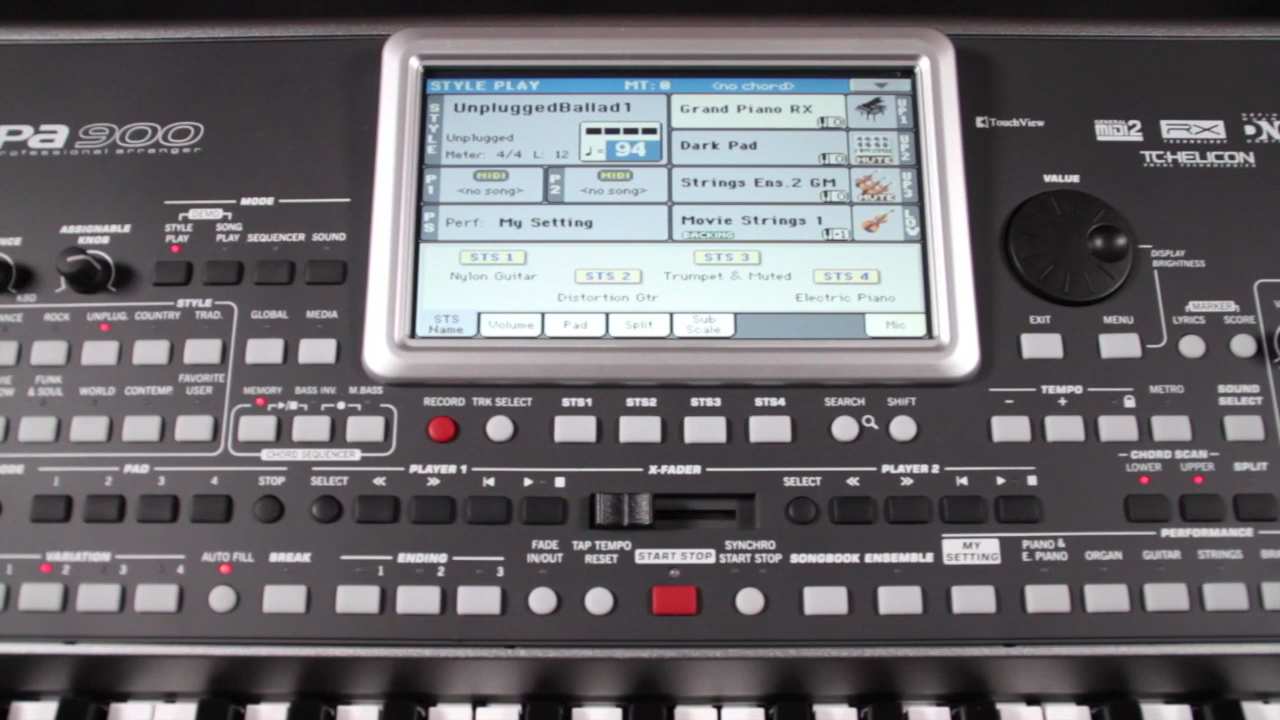 STYLE PLAY MT: 0 <no chord>
STYLE
UnpluggedBallad1
Unplugged
Meter: 4/4 L: 12
♩= 94
Grand Piano RX
UP1
Dark Pad
MUTE
UP2
P1
MIDI
<no song>
P2
MIDI
<no song>
Strings Ens.2 GM
MUTE
UP3
PS
Perf: My Setting
Movie Strings 1
BACKING
LOW
STS 1
Nylon Guitar
STS 2
Distortion Gtr
STS 3
Trumpet & Muted
STS 4
Electric Piano
STS Name
Volume
Pad
Split
Sub Scale
Mic
Pa 900
professional arranger
TouchView
GENERAL MIDI 2
RX
TECHNOLOGY
TC-HELICON
VOCAL TECHNOLOGIES
VALUE
DISPLAY
BRIGHTNESS
MODE
DEMO
STYLE PLAY
SONG PLAY
SEQUENCER
SOUND
ASSIGNABLE KNOB
KBD
STYLE
ROCK
UNPLUG.
COUNTRY
TRAD.
GLOBAL
MEDIA
FUNK & SOUL
WORLD
CONTEMP.
FAVORITE USER
MEMORY
BASS INV.
M.BASS
CHORD SEQUENCER
EXIT
MENU
MARKER
LYRICS
SCORE
RECORD
TRK SELECT
STS1
STS2
STS3
STS4
SEARCH
SHIFT
TEMPO
-
+
METRO
SOUND SELECT
PAD
1
2
3
4
STOP
PLAYER 1
SELECT
X-FADER
PLAYER 2
SELECT
CHORD SCAN
LOWER
UPPER
SPLIT
VARIATION
1
2
3
4
AUTO FILL
BREAK
ENDING
1
2
3
FADE IN/OUT
TAP TEMPO RESET
START STOP
SYNCHRO START STOP
SONGBOOK
ENSEMBLE
MY SETTING
PERFORMANCE
PIANO & E. PIANO
ORGAN
GUITAR
STRINGS